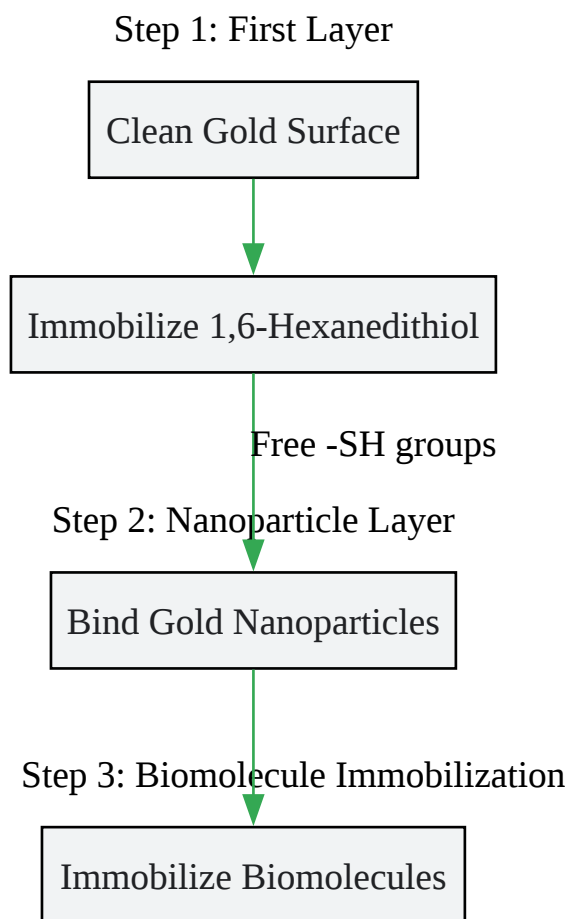 Step 1: First Layer
Clean Gold Surface
Immobilize 1,6-Hexanedithiol
Free -SH groups
Step 2: Nanoparticle Layer
Bind Gold Nanoparticles
Step 3: Biomolecule Immobilization
Immobilize Biomolecules